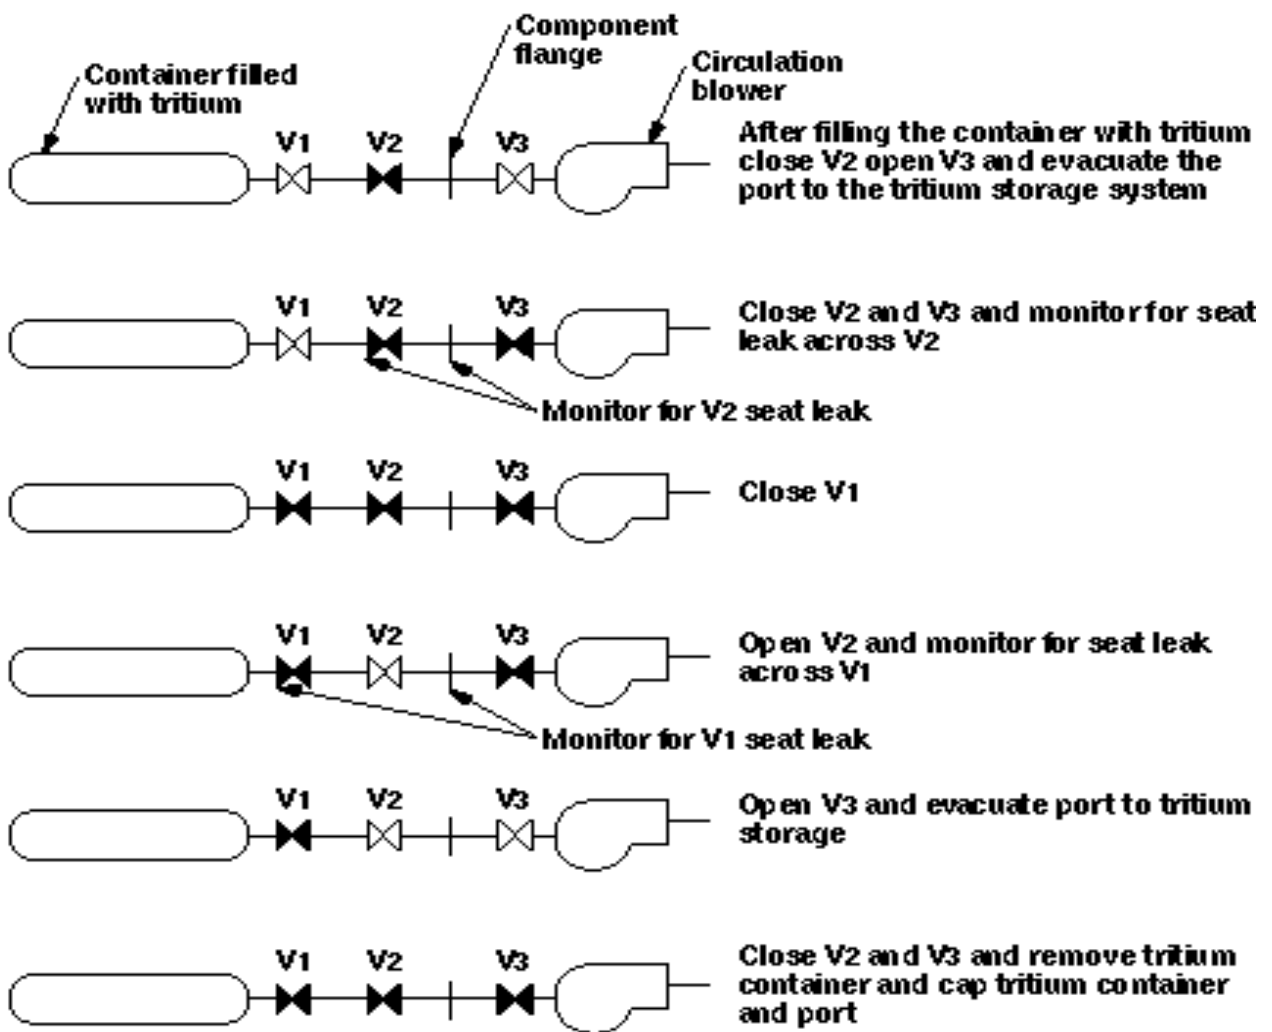 Component
flange
Container filled
with tritium
Circulation
blower
V1
V2
V3
After filling the container with tritium
close V2 open V3 and evacuate the
port to the tritium storage system
V1
V2
V3
Close V2 and V3 and monitor for seat
leak across V2
Monitor for V2 seat leak
V1
V2
V3
Close V1
V1
V2
V3
Open V2 and monitor for seat leak
across V1
Monitor for V1 seat leak
V1
V2
V3
Open V3 and evacuate port to tritium
storage
V1
V2
V3
Close V2 and V3 and remove tritium
container and cap tritium container
and port